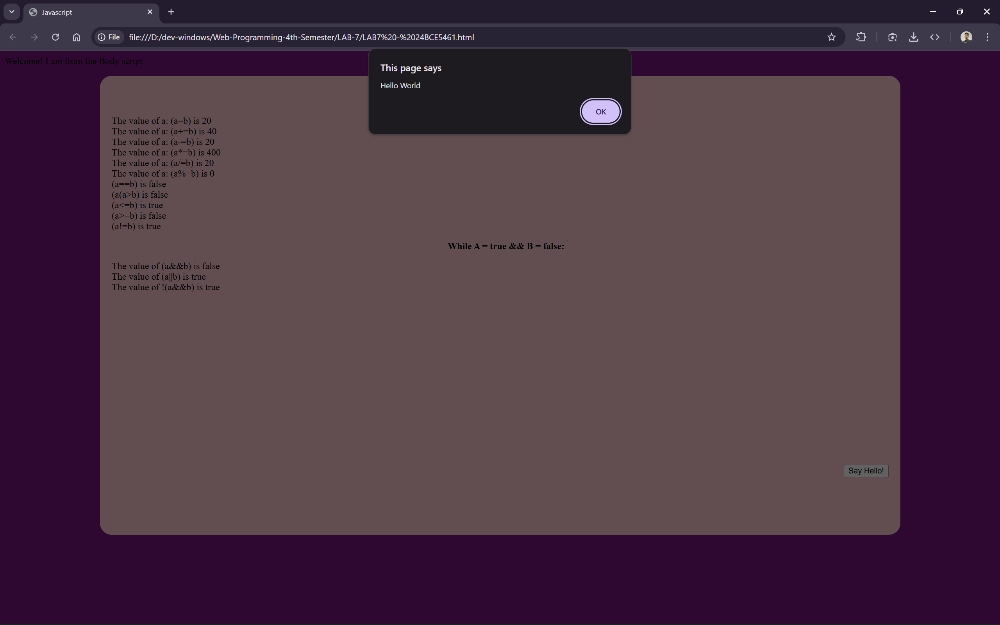 Javascript
File file:///D:/dev-windows/Web-Programming-4th-Semester/LAB-7/LAB7%20-%2024BCE5461.html
Welcome! I am from the Body script
This page says
Hello World
OK
The value of a: (a=b) is 20
The value of a: (a+=b) is 40
The value of a: (a-=b) is 20
The value of a: (a*=b) is 400
The value of a: (a/=b) is 20
The value of a: (a%=b) is 0
(a==b) is false
(a(a>b) is false
(a<=b) is true
(a>=b) is false
(a!=b) is true
While A = true && B = false:
The value of (a&&b) is false
The value of (a||b) is true
The value of !(a&&b) is true
Say Hello!